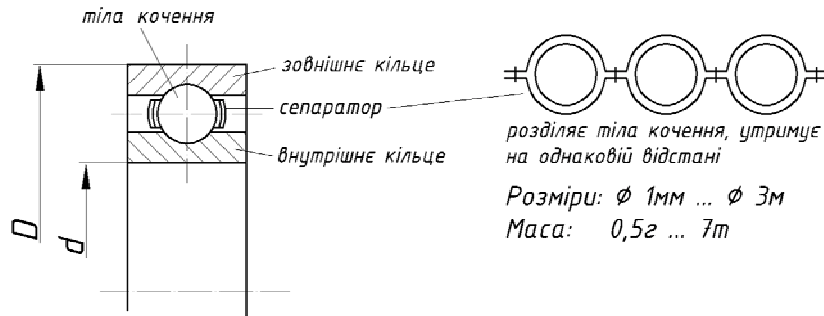 тіла кочення
зовнішнє кільце
сепаратор
внутрішнє кільце
D
d
розділяє тіла кочення, утримує
на однаковій відстані
Розміри: ϕ 1мм ... ϕ 3м
Маса: 0,5г ... 7т